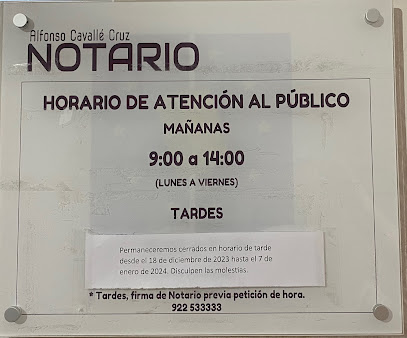 Alfonso Cavallé Cruz
NOTARIO
HORARIO DE ATENCIÓN AL PÚBLICO
MAÑANAS
9:00 a 14:00
(LUNES A VIERNES)
TARDES
Permaneceremos cerrados en horario de tarde
desde el 18 de diciembre de 2023 hasta el 7 de
enero de 2024. Disculpen las molestias.
* Tardes, firma de Notario previa petición de hora.
922 533333